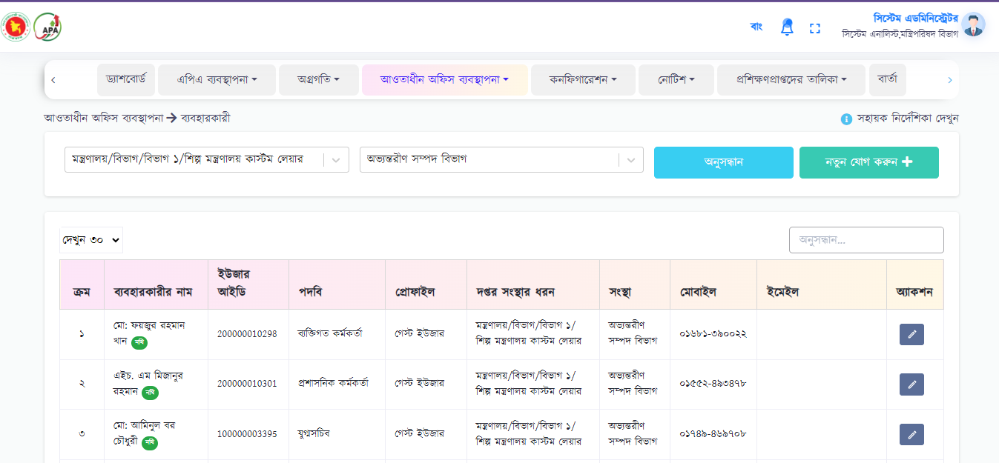 APA
বাং
সিস্টেম এডমিনিস্ট্রেটর
সিস্টেম এনালিস্ট,মন্ত্রিপরিষদ বিভাগ
ড্যাশবোর্ড
এপিএ ব্যবস্থাপনা
অগ্রগতি
আওতাধীন অফিস ব্যবস্থাপনা
কনফিগারেশন
নোটিশ
প্রশিক্ষণপ্রাপ্তদের তালিকা
বার্তা
আওতাধীন অফিস ব্যবস্থাপনা → ব্যবহারকারী
সহায়ক নির্দেশিকা দেখুন
মন্ত্রণালয়/বিভাগ/বিভাগ ১/শিল্প মন্ত্রণালয় কাস্টম লেয়ার
অভ্যন্তরীণ সম্পদ বিভাগ
অনুসন্ধান
নতুন যোগ করুন
দেখুন ৩০
অনুসন্ধান...
ক্রম
ব্যবহারকারীর নাম
ইউজার
আইডি
পদবি
প্রোফাইল
দপ্তর সংস্থার ধরন
সংস্থা
মোবাইল
ইমেইল
অ্যাকশন
১
মো: ফয়জুর রহমান
খান নথি
200000010298
ব্যক্তিগত কর্মকর্তা
গেস্ট ইউজার
মন্ত্রণালয়/বিভাগ/বিভাগ ১/
শিল্প মন্ত্রণালয় কাস্টম লেয়ার
অভ্যন্তরীণ
সম্পদ বিভাগ
০১৬৮১-৩৯০০২২
২
এইচ. এম মিজানুর
রহমান নথি
200000010301
প্রশাসনিক কর্মকর্তা
গেস্ট ইউজার
মন্ত্রণালয়/বিভাগ/বিভাগ ১/
শিল্প মন্ত্রণালয় কাস্টম লেয়ার
অভ্যন্তরীণ
সম্পদ বিভাগ
০১৫৫২-৪৯৩৪৭৮
৩
মো: আমিনুল বর
চৌধুরী নথি
100000003395
যুগ্মসচিব
গেস্ট ইউজার
মন্ত্রণালয়/বিভাগ/বিভাগ ১/
শিল্প মন্ত্রণালয় কাস্টম লেয়ার
অভ্যন্তরীণ
সম্পদ বিভাগ
০১৭৪৯-৪৬৯৭০৮